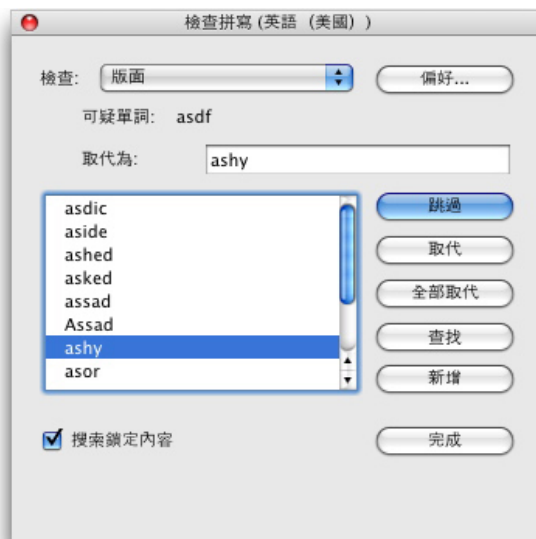 檢查拼寫 (英語（美國）)
檢查: 版面 偏好...
可疑單詞: asdf
取代為: ashy
asdic
aside
ashed
asked
assad
Assad
ashy
asor
跳過
取代
全部取代
查找
新增
搜索鎖定內容
完成